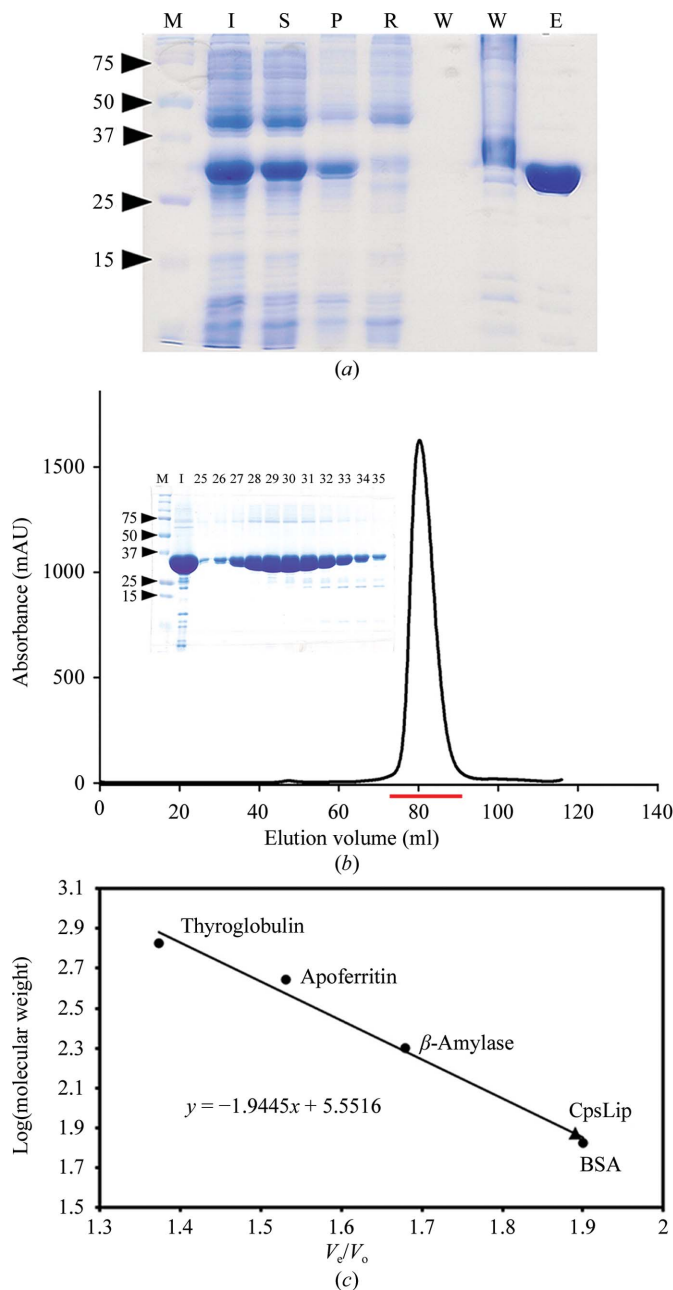 M I S P R W W E
75
50
37
25
15
(a)
1500
1000
500
0
Absorbance (mAU)
M I 25 26 27 28 29 30 31 32 33 34 35
75
50
37
25
15
0 20 40 60 80 100 120 140
Elution volume (ml)
(b)
3.1
2.9
2.7
2.5
2.3
2.1
1.9
1.7
1.5
Log(molecular weight)
Thyroglobulin
Apoferritin
β-Amylase
CpsLip
BSA
y = −1.9445x + 5.5516
1.3 1.4 1.5 1.6 1.7 1.8 1.9 2
Ve/Vo
(c)